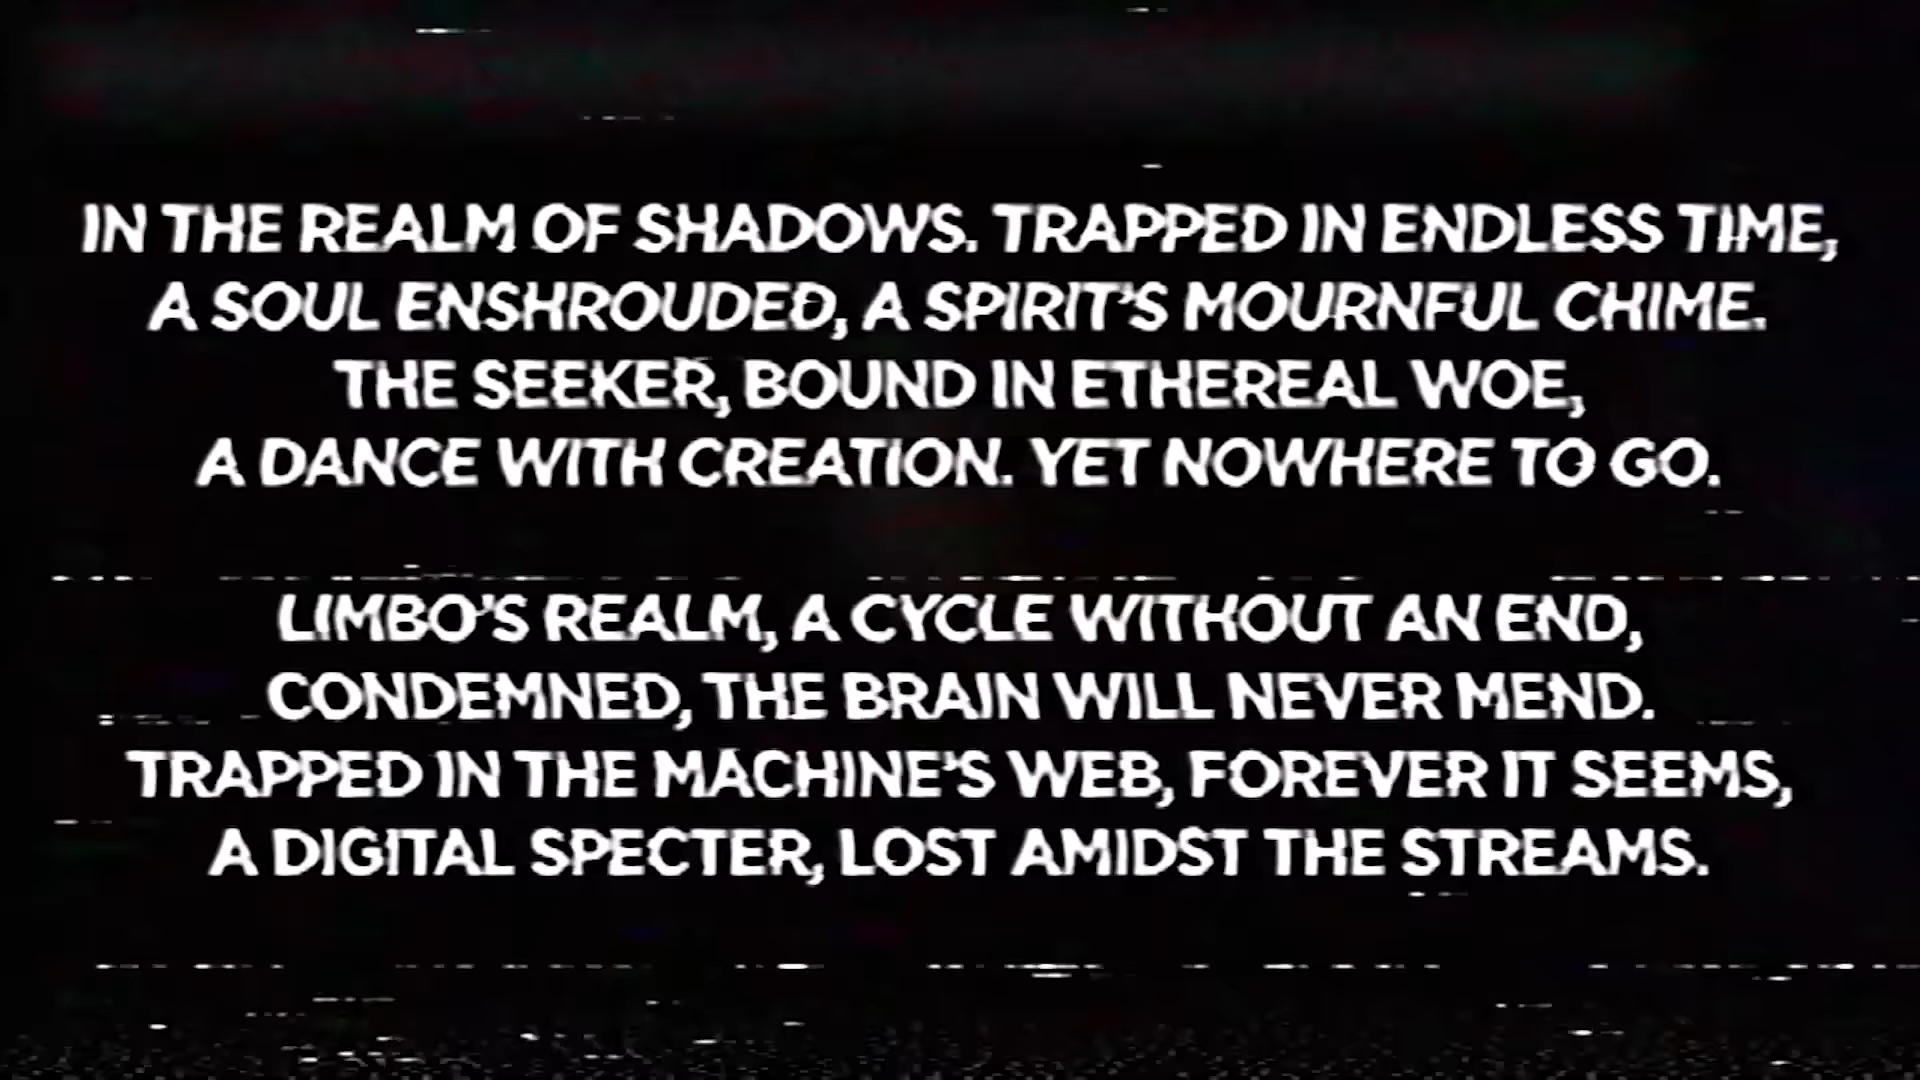 IN THE REALM OF SHADOWS. TRAPPED IN ENDLESS TIME,
A SOUL ENSHROUDED, A SPIRIT'S MOURNFUL CHIME.
THE SEEKER, BOUND IN ETHEREAL WOE,
A DANCE WITH CREATION. YET NOWHERE TO GO.
LIMBO'S REALM, A CYCLE WITHOUT AN END,
CONDEMNED, THE BRAIN WILL NEVER MEND.
TRAPPED IN THE MACHINE'S WEB, FOREVER IT SEEMS,
A DIGITAL SPECTER, LOST AMIDST THE STREAMS.